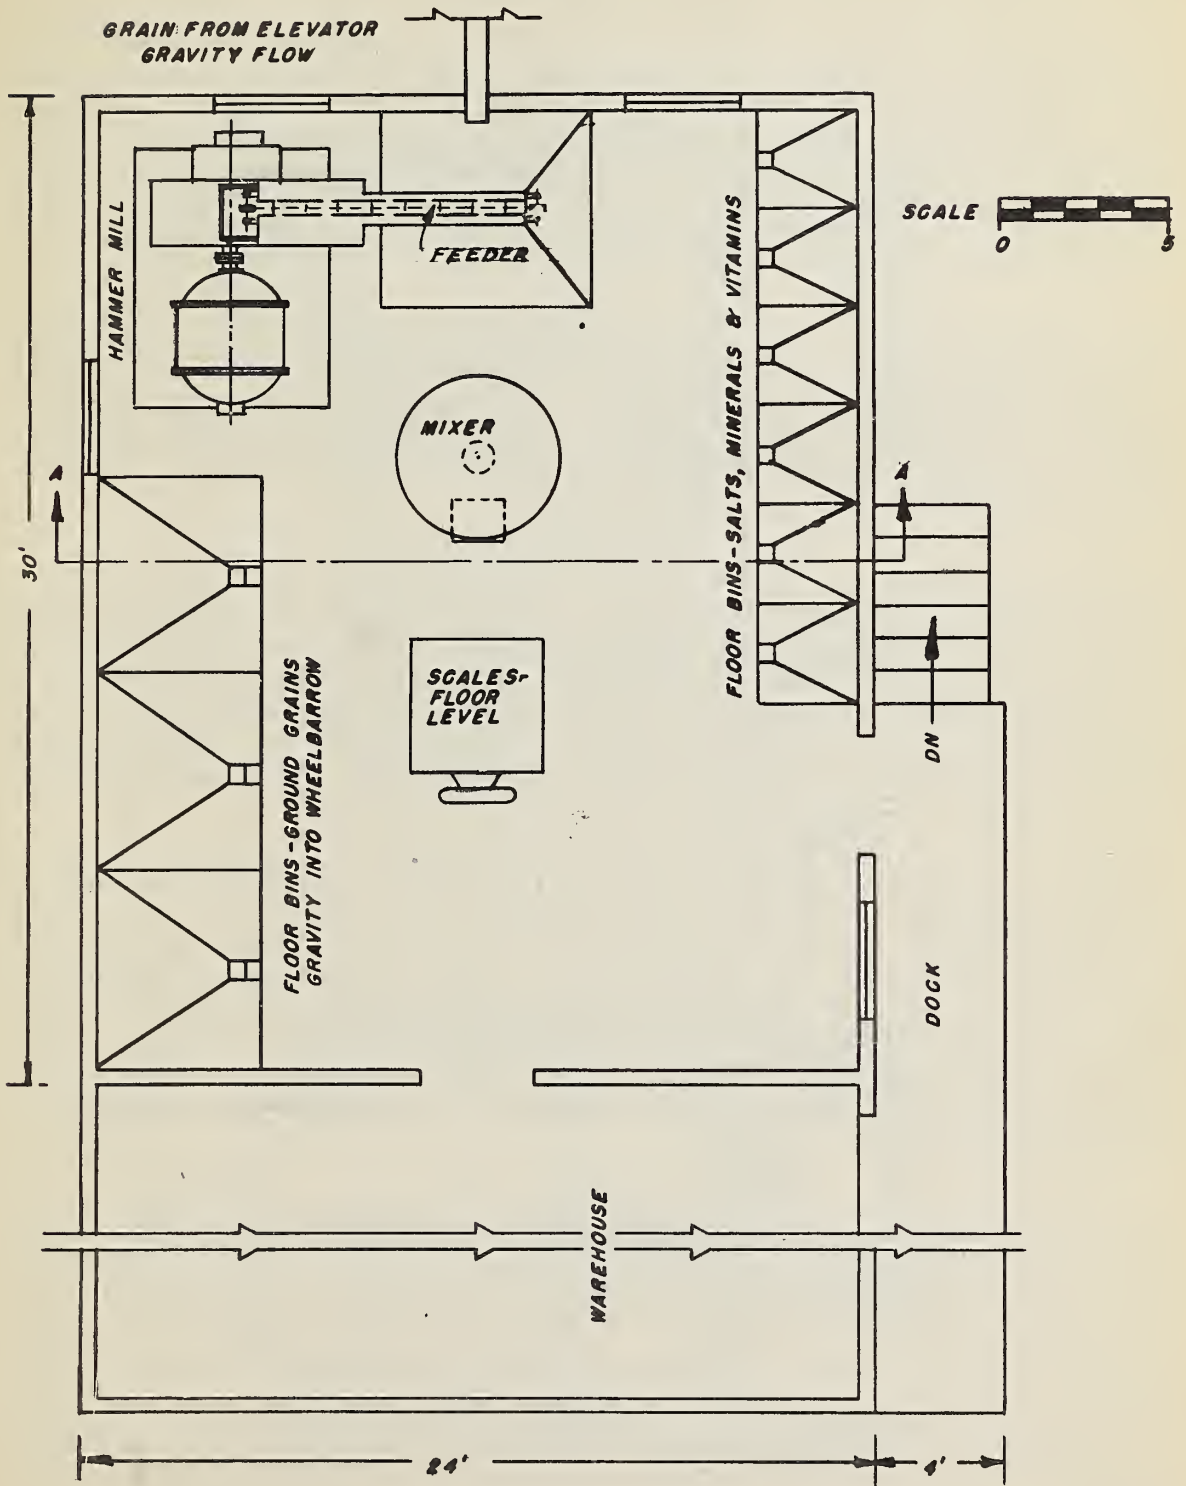 GRAIN FROM ELEVATOR
GRAVITY FLOW
HAMMER MILL
FEEDER
SCALE
0
5
FLOOR BINS-SALTS, MINERALS & VITAMINS
MIXER
A
A
30'
SCALES-
FLOOR
LEVEL
FLOOR BINS-GROUND GRAINS
GRAVITY INTO WHEELBARROW
DN
DOCK
WAREHOUSE
24'
4'